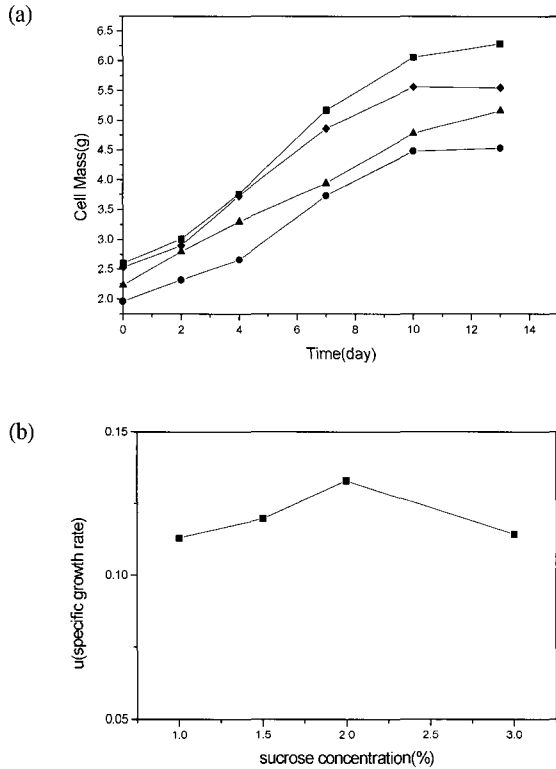 (a)
6.5
6.0
5.5
5.0
4.5
4.0
3.5
3.0
2.5
2.0
Cell Mass(g)
0 2 4 6 8 10 12 14
Time(day)
(b)
0.15
0.10
0.05
u(specific growth rate)
1.0 1.5 2.0 2.5 3.0
sucrose concentration(%)